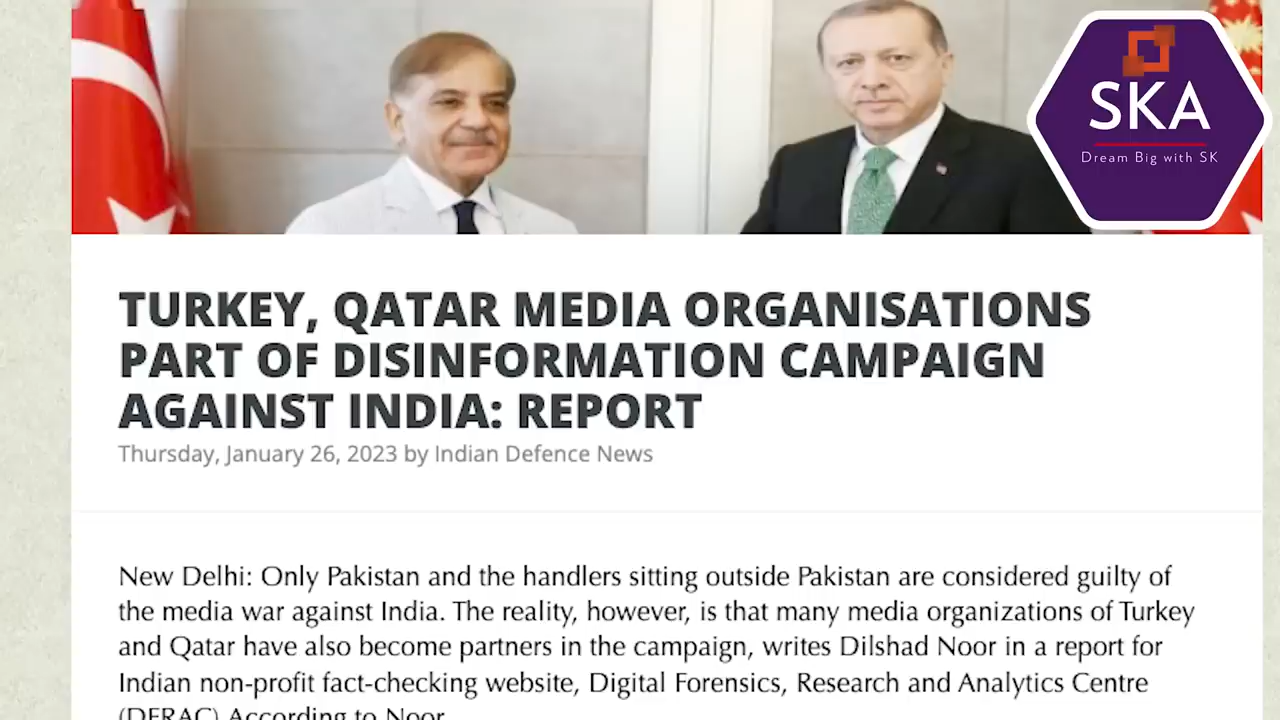 SKA
Dream Big with SK
TURKEY, QATAR MEDIA ORGANISATIONS
PART OF DISINFORMATION CAMPAIGN
AGAINST INDIA: REPORT
Thursday, January 26, 2023 by Indian Defence News
New Delhi: Only Pakistan and the handlers sitting outside Pakistan are considered guilty of
the media war against India. The reality, however, is that many media organizations of Turkey
and Qatar have also become partners in the campaign, writes Dilshad Noor in a report for
Indian non-profit fact-checking website, Digital Forensics, Research and Analytics Centre
(DFRAC) According to Noor